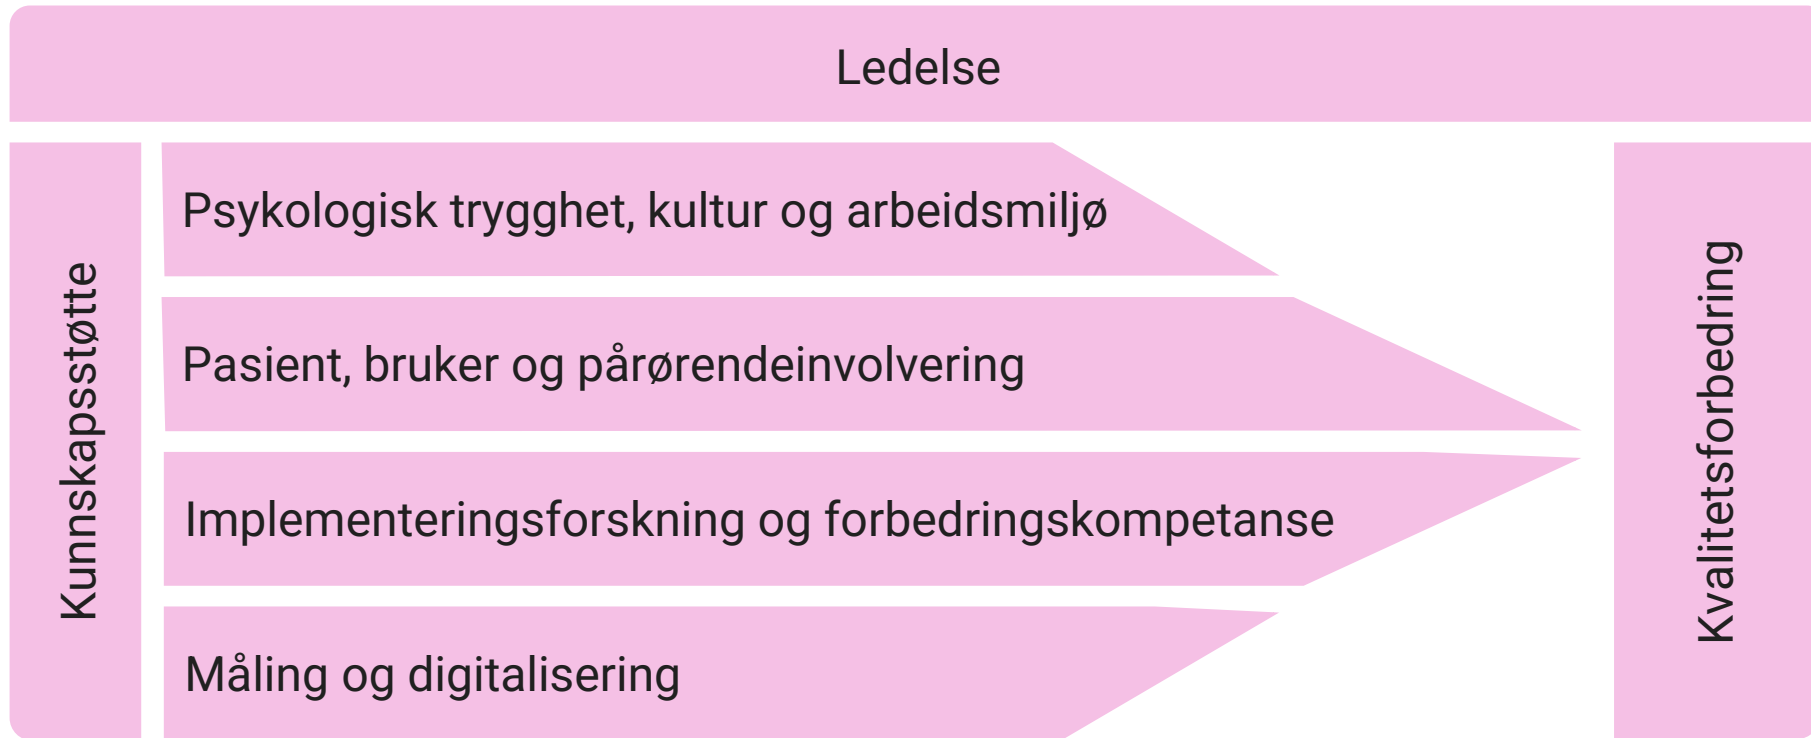 Ledelse
Kunnskapsstøtte
Psykologisk trygghet, kultur og arbeidsmiljø
Pasient, bruker og pårørendeinvolvering
Implementeringsforskning og forbedringskompetanse
Måling og digitalisering
Kvalitetsforbedring